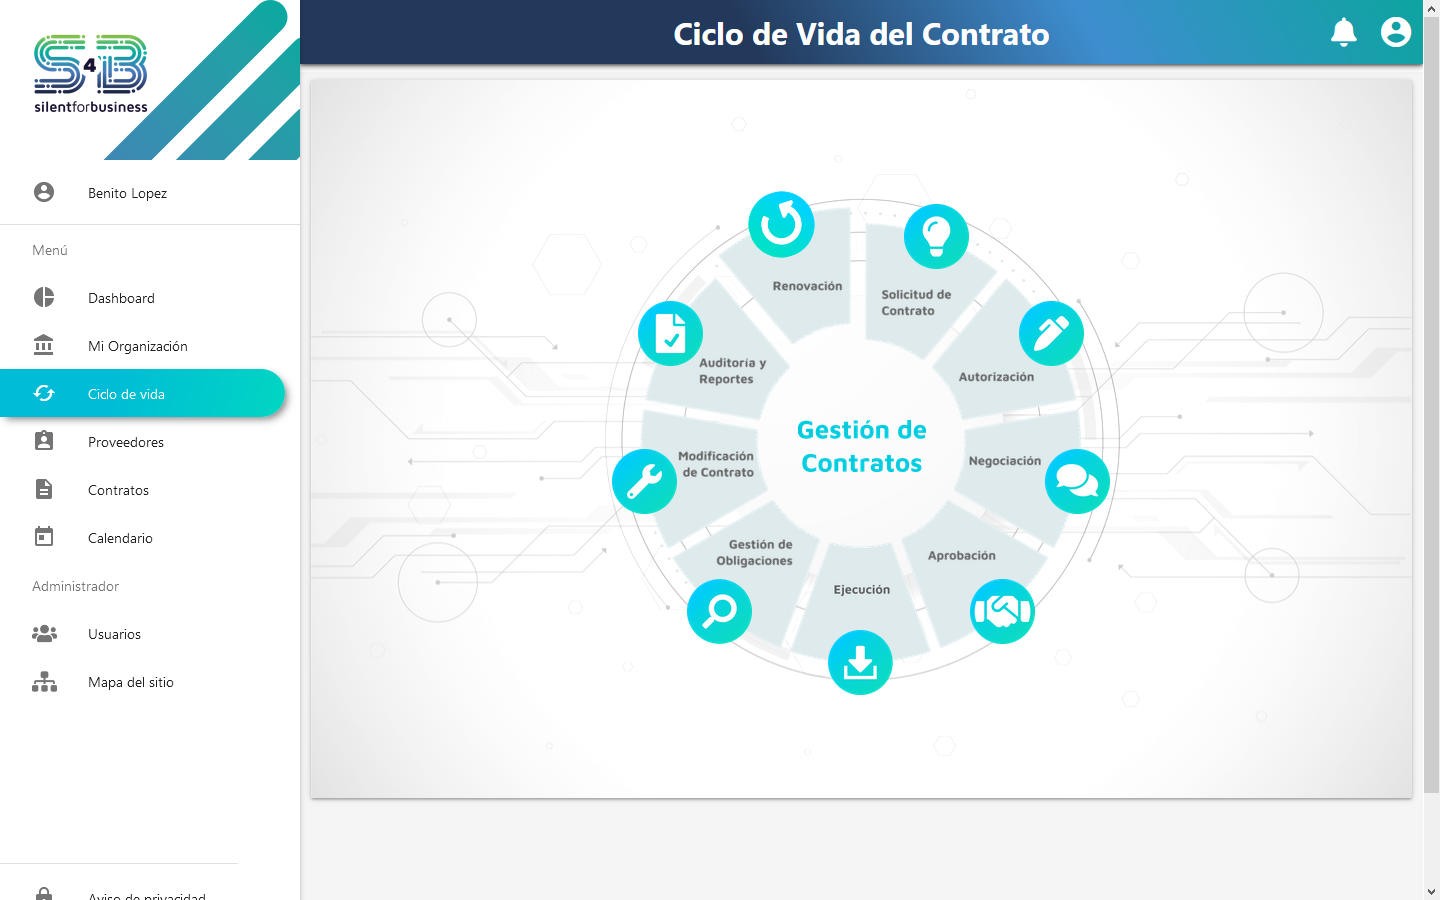 S4B
silentforbusiness
Benito Lopez
Menú
Dashboard
Mi Organización
Ciclo de vida
Proveedores
Contratos
Calendario
Administrador
Usuarios
Mapa del sitio
Aviso de privacidad
Ciclo de Vida del Contrato
Renovación
Solicitud de
Contrato
Autorización
Negociación
Aprobación
Ejecución
Gestión de
Obligaciones
Modificación
de Contrato
Auditoría y
Reportes
Gestión de
Contratos